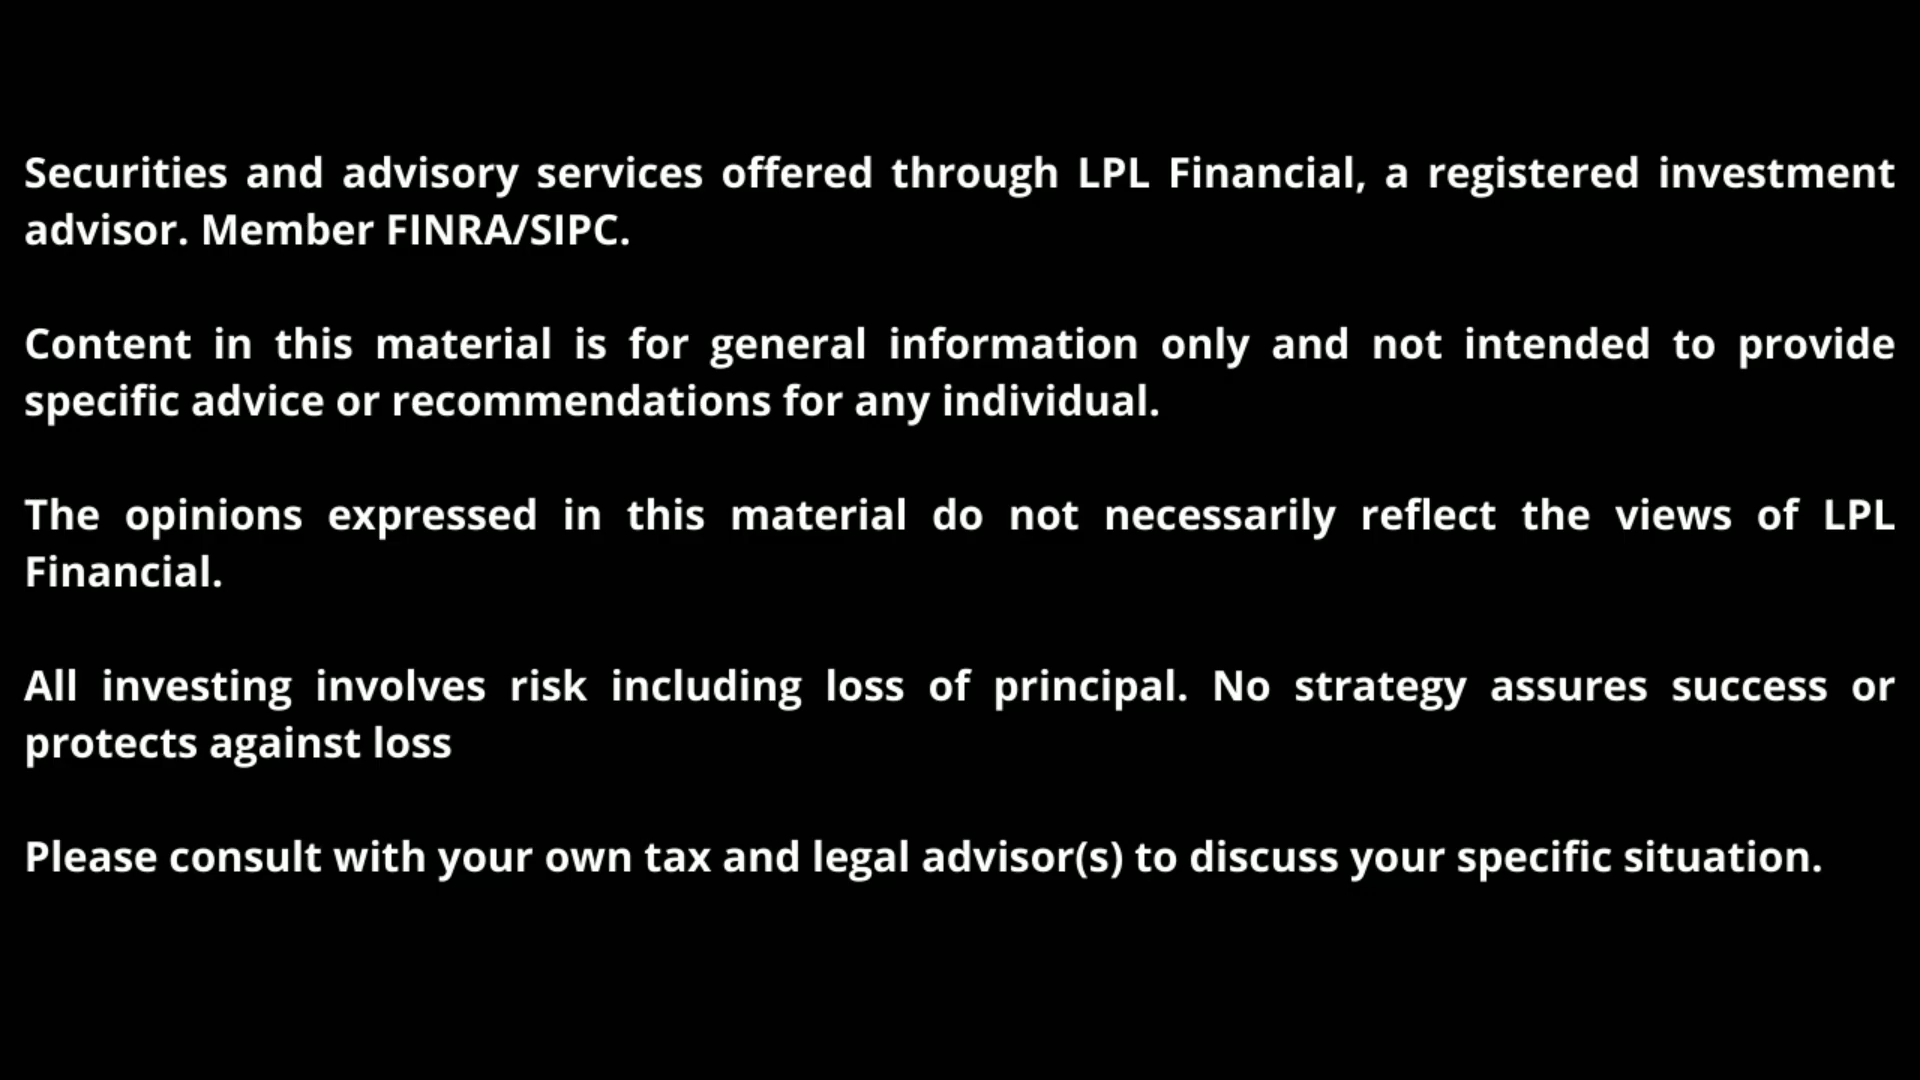 Securities and advisory services offered through LPL Financial, a registered investment
advisor. Member FINRA/SIPC.
Content in this material is for general information only and not intended to provide
specific advice or recommendations for any individual.
The opinions expressed in this material do not necessarily reflect the views of LPL
Financial.
All investing involves risk including loss of principal. No strategy assures success or
protects against loss
Please consult with your own tax and legal advisor(s) to discuss your specific situation.